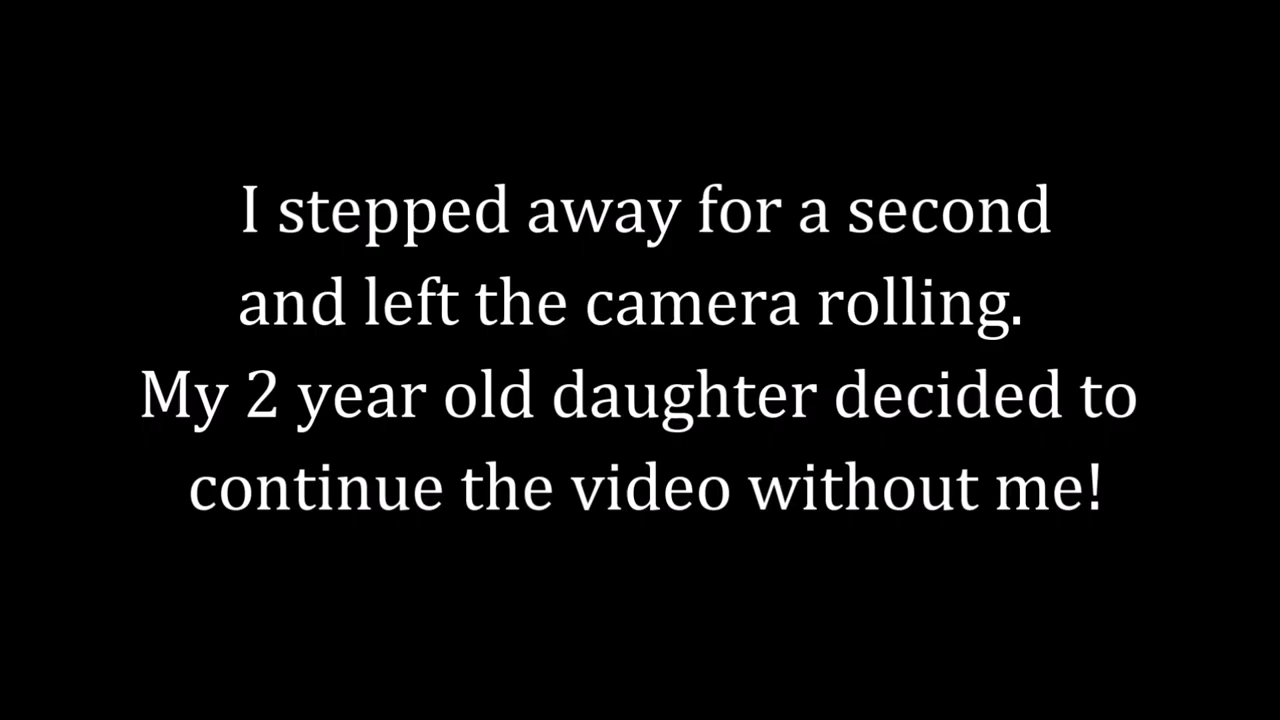 I stepped away for a second
and left the camera rolling.
My 2 year old daughter decided to
continue the video without me!